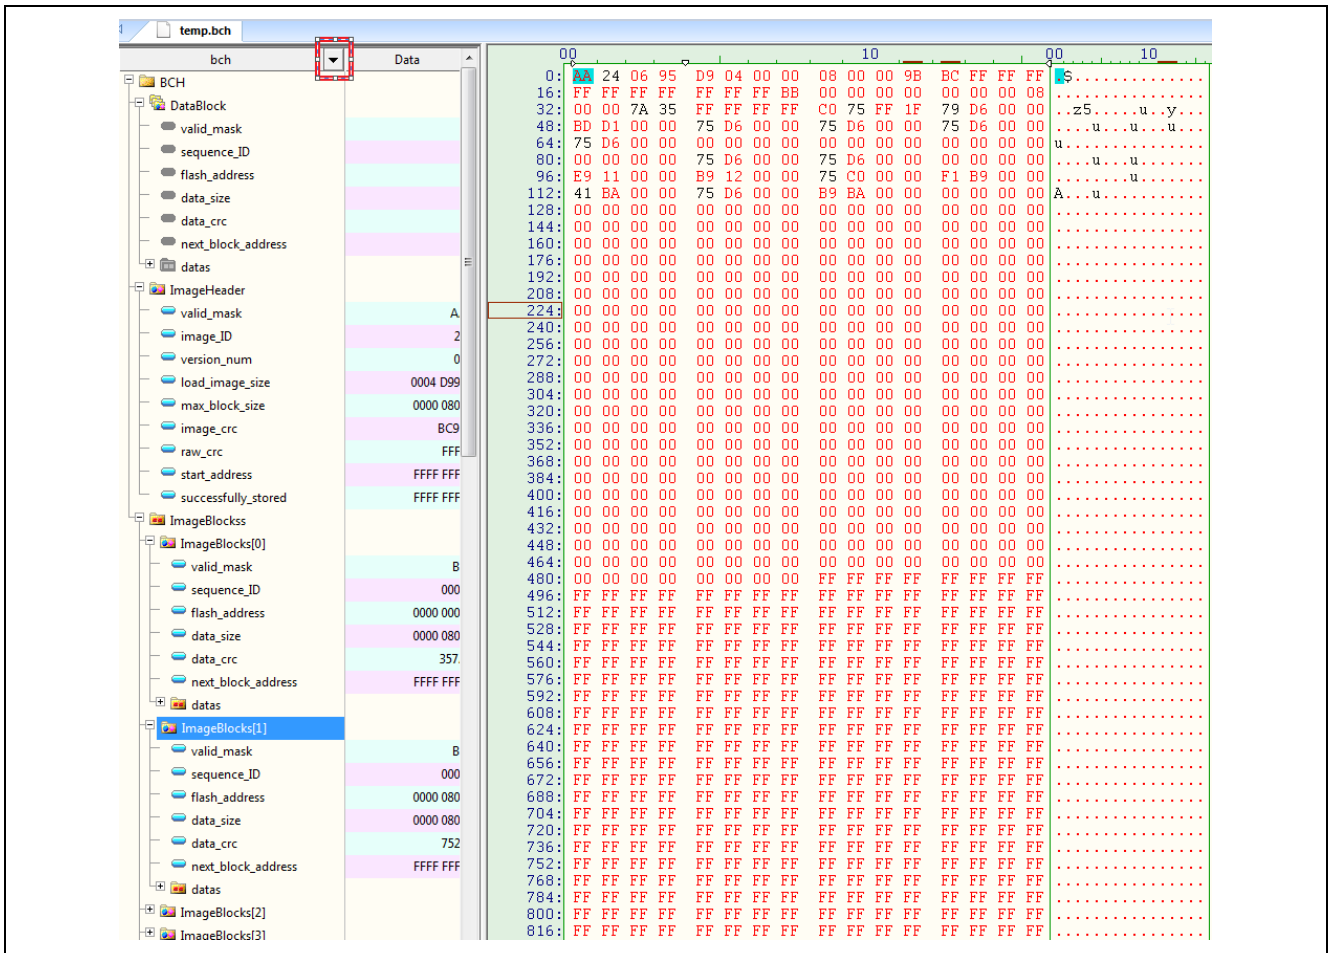 temp.bch
bch Data
BCH
DataBlock
valid_mask
sequence_ID
flash_address
data_size
data_crc
next_block_address
datas
ImageHeader
valid_mask A
image_ID 2
version_num 0
load_image_size 0004 D99
max_block_size 0000 080
image_crc BC9
raw_crc FFF
start_address FFFF FFF
successfully_stored FFFF FFF
ImageBlockss
ImageBlocks[0]
valid_mask B
sequence_ID 000
flash_address 0000 000
data_size 0000 080
data_crc 357
next_block_address FFFF FFF
datas
ImageBlocks[1]
valid_mask B
sequence_ID 000
flash_address 0000 080
data_size 0000 080
data_crc 752
next_block_address FFFF FFF
datas
ImageBlocks[2]
ImageBlocks[3]
00 10 00 10
0: AA 24 06 95 D9 04 00 00 08 00 00 9B BC FF FF FF .$..............
16: FF FF FF FF FF FF FF BB 00 00 00 00 00 00 00 08 ................
32: 00 00 7A 35 FF FF FF FF C0 75 FF 1F 79 D6 00 00 ..z5.....u..y...
48: BD D1 00 00 75 D6 00 00 75 D6 00 00 75 D6 00 00 ....u...u...u...
64: 75 D6 00 00 00 00 00 00 00 00 00 00 00 00 00 00 u...............
80: 00 00 00 00 75 D6 00 00 75 D6 00 00 00 00 00 00 ....u...u.......
96: E9 11 00 00 B9 12 00 00 75 C0 00 00 F1 B9 00 00 ........u.......
112: 41 BA 00 00 75 D6 00 00 B9 BA 00 00 00 00 00 00 A...u...........
128: 00 00 00 00 00 00 00 00 00 00 00 00 00 00 00 00 ................
144: 00 00 00 00 00 00 00 00 00 00 00 00 00 00 00 00 ................
160: 00 00 00 00 00 00 00 00 00 00 00 00 00 00 00 00 ................
176: 00 00 00 00 00 00 00 00 00 00 00 00 00 00 00 00 ................
192: 00 00 00 00 00 00 00 00 00 00 00 00 00 00 00 00 ................
208: 00 00 00 00 00 00 00 00 00 00 00 00 00 00 00 00 ................
224: 00 00 00 00 00 00 00 00 00 00 00 00 00 00 00 00 ................
240: 00 00 00 00 00 00 00 00 00 00 00 00 00 00 00 00 ................
256: 00 00 00 00 00 00 00 00 00 00 00 00 00 00 00 00 ................
272: 00 00 00 00 00 00 00 00 00 00 00 00 00 00 00 00 ................
288: 00 00 00 00 00 00 00 00 00 00 00 00 00 00 00 00 ................
304: 00 00 00 00 00 00 00 00 00 00 00 00 00 00 00 00 ................
320: 00 00 00 00 00 00 00 00 00 00 00 00 00 00 00 00 ................
336: 00 00 00 00 00 00 00 00 00 00 00 00 00 00 00 00 ................
352: 00 00 00 00 00 00 00 00 00 00 00 00 00 00 00 00 ................
368: 00 00 00 00 00 00 00 00 00 00 00 00 00 00 00 00 ................
384: 00 00 00 00 00 00 00 00 00 00 00 00 00 00 00 00 ................
400: 00 00 00 00 00 00 00 00 00 00 00 00 00 00 00 00 ................
416: 00 00 00 00 00 00 00 00 00 00 00 00 00 00 00 00 ................
432: 00 00 00 00 00 00 00 00 00 00 00 00 00 00 00 00 ................
448: 00 00 00 00 00 00 00 00 00 00 00 00 00 00 00 00 ................
464: 00 00 00 00 00 00 00 00 00 00 00 00 00 00 00 00 ................
480: 00 00 00 00 00 00 00 00 FF FF FF FF FF FF FF FF ................
496: FF FF FF FF FF FF FF FF FF FF FF FF FF FF FF FF ................
512: FF FF FF FF FF FF FF FF FF FF FF FF FF FF FF FF ................
528: FF FF FF FF FF FF FF FF FF FF FF FF FF FF FF FF ................
544: FF FF FF FF FF FF FF FF FF FF FF FF FF FF FF FF ................
560: FF FF FF FF FF FF FF FF FF FF FF FF FF FF FF FF ................
576: FF FF FF FF FF FF FF FF FF FF FF FF FF FF FF FF ................
592: FF FF FF FF FF FF FF FF FF FF FF FF FF FF FF FF ................
608: FF FF FF FF FF FF FF FF FF FF FF FF FF FF FF FF ................
624: FF FF FF FF FF FF FF FF FF FF FF FF FF FF FF FF ................
640: FF FF FF FF FF FF FF FF FF FF FF FF FF FF FF FF ................
656: FF FF FF FF FF FF FF FF FF FF FF FF FF FF FF FF ................
672: FF FF FF FF FF FF FF FF FF FF FF FF FF FF FF FF ................
688: FF FF FF FF FF FF FF FF FF FF FF FF FF FF FF FF ................
704: FF FF FF FF FF FF FF FF FF FF FF FF FF FF FF FF ................
720: FF FF FF FF FF FF FF FF FF FF FF FF FF FF FF FF ................
736: FF FF FF FF FF FF FF FF FF FF FF FF FF FF FF FF ................
752: FF FF FF FF FF FF FF FF FF FF FF FF FF FF FF FF ................
768: FF FF FF FF FF FF FF FF FF FF FF FF FF FF FF FF ................
784: FF FF FF FF FF FF FF FF FF FF FF FF FF FF FF FF ................
800: FF FF FF FF FF FF FF FF FF FF FF FF FF FF FF FF ................
816: FF FF FF FF FF FF FF FF FF FF FF FF FF FF FF FF ................